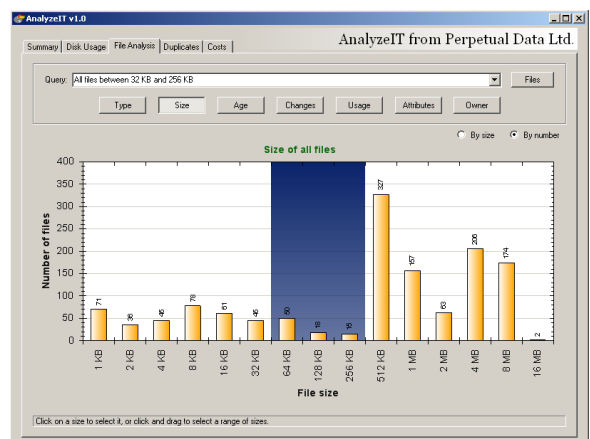 AnalyzeIT v1.0
AnalyzeIT from Perpetual Data Ltd.
Summary Disk Usage File Analysis Duplicates Costs
Query: All files between 32 KB and 256 KB Files
Type Size Age Changes Usage Attributes Owner
By size By number
Size of all files
Number of files
400
350
300
250
200
150
100
50
0
71 36 45 78 61 45 50 18 15 327 157 63 206 174 2
1 KB 2 KB 4 KB 8 KB 16 KB 32 KB 64 KB 128 KB 256 KB 512 KB 1 MB 2 MB 4 MB 8 MB 16 MB
File size
Click on a size to select it, or click and drag to select a range of sizes.